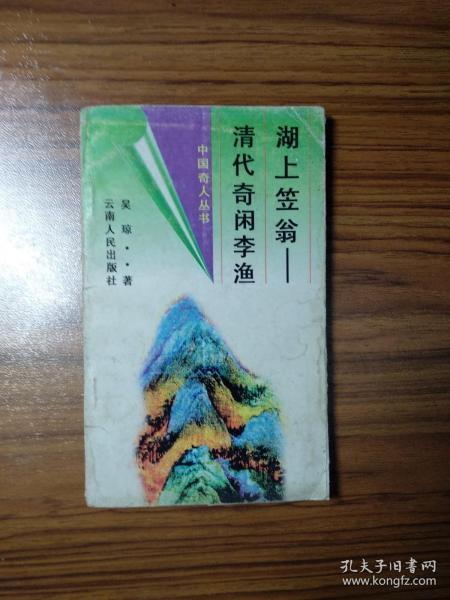 湖上笠翁——
清代奇闲李渔
中国奇人丛书
吴琼··著
云南人民出版社
孔夫子旧书网
www.kongfz.com